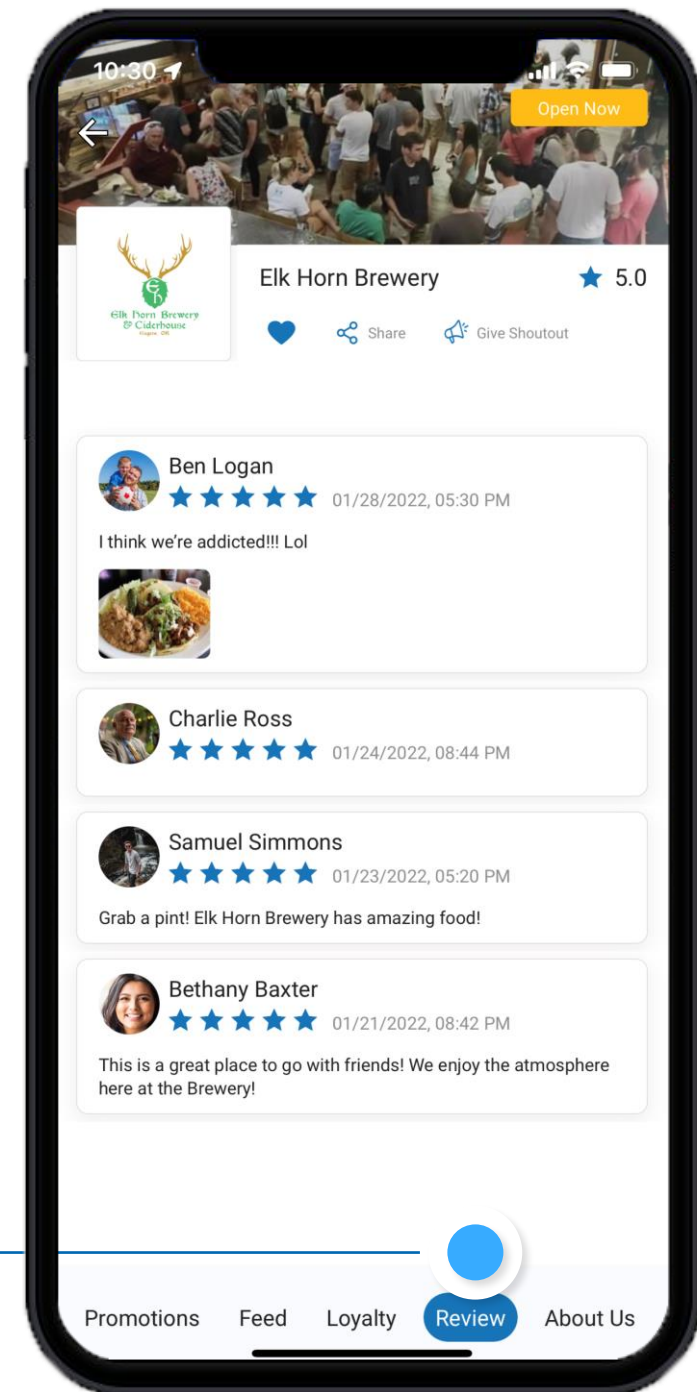 10:30
Open Now
Elk Horn Brewery
& Ciderhouse
Elk Horn Brewery
5.0
Share
Give Shoutout
Ben Logan
01/28/2022, 05:30 PM
I think we're addicted!!! Lol
Charlie Ross
01/24/2022, 08:44 PM
Samuel Simmons
01/23/2022, 05:20 PM
Grab a pint! Elk Horn Brewery has amazing food!
Bethany Baxter
01/21/2022, 08:42 PM
This is a great place to go with friends! We enjoy the atmosphere
here at the Brewery!
Promotions Feed Loyalty Review About Us